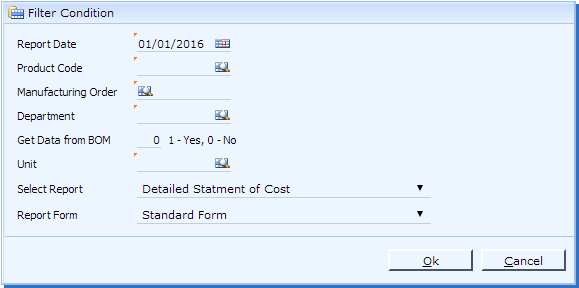 Filter Condition
Report Date 01/01/2016
Product Code
Manufacturing Order
Department
Get Data from BOM 0 1 - Yes, 0 - No
Unit
Select Report Detailed Statment of Cost
Report Form Standard Form
Ok Cancel